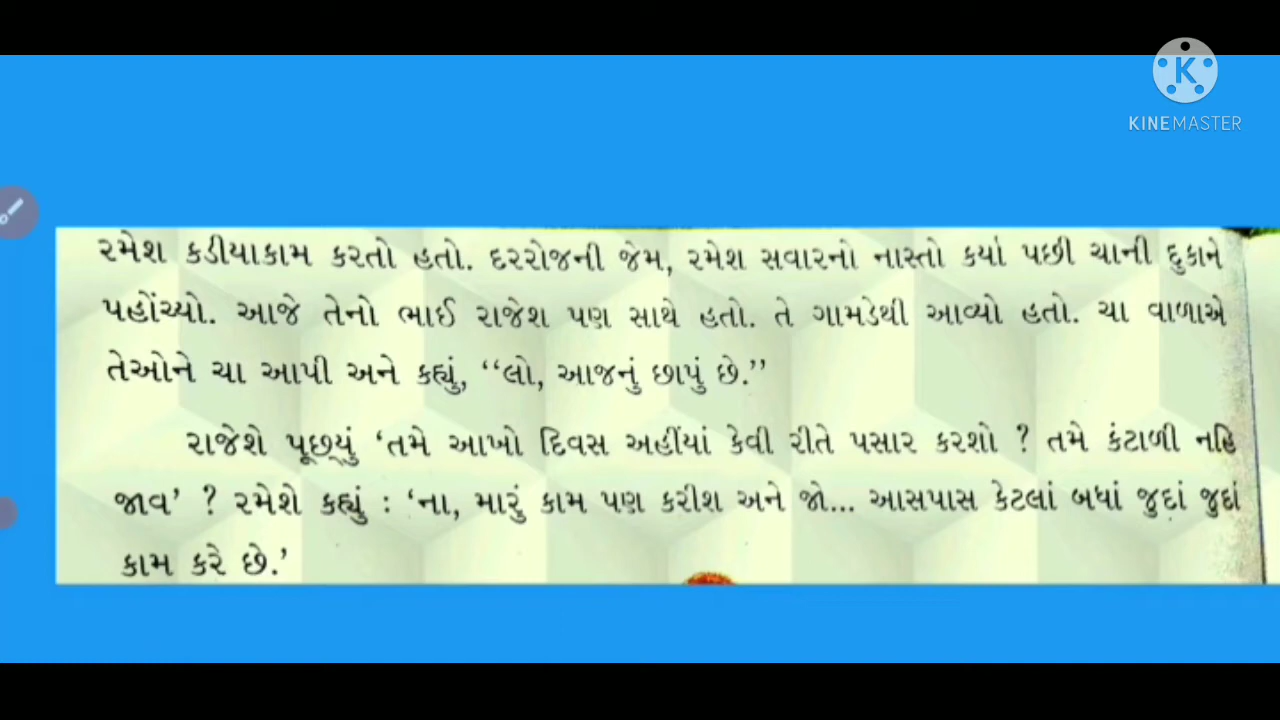 KINEMASTER
રમેશ કડીયાકામ કરતો હતો. દરરોજની જેમ, રમેશ સવારનો નાસ્તો કર્યા પછી ચાની દુકાને
પહોંચ્યો. આજે તેનો ભાઈ રાજેશ પણ સાથે હતો. તે ગામડેથી આવ્યો હતો. ચા વાળાએ
તેઓને ચા આપી અને કહ્યું, ‘‘લો, આજનું છાપું છે.’’
રાજેશે પૂછ્યું ‘તમે આખો દિવસ અહીંયાં કેવી રીતે પસાર કરશો ? તમે કંટાળી નહિ
જાવ’ ? રમેશે કહ્યું : ‘ના, મારું કામ પણ કરીશ અને જો... આસપાસ કેટલાં બધાં જુદાં જુદાં
કામ કરે છે.’